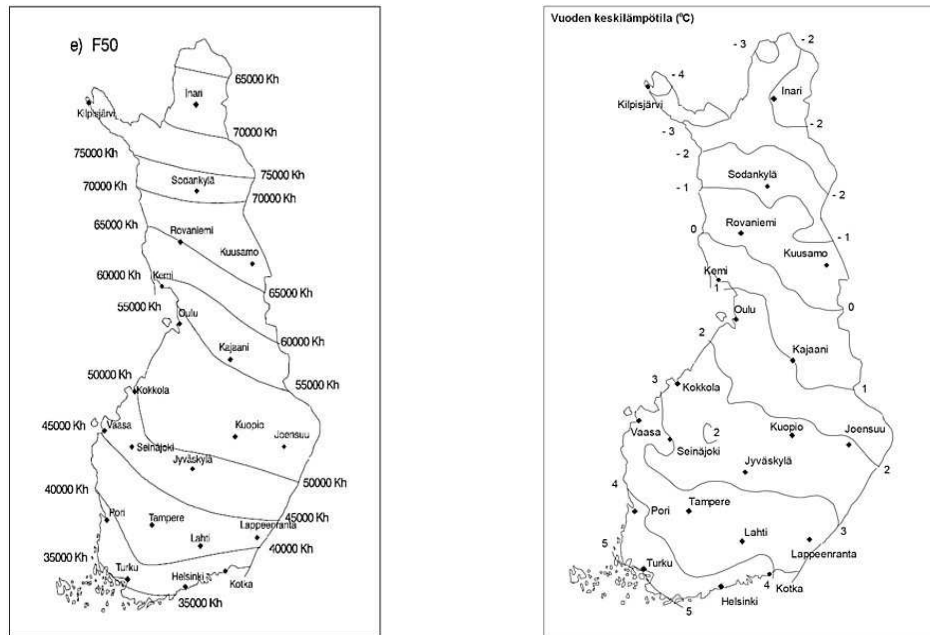 e) F50
65000 Kh
Inari
Kilpisjärvi
70000 Kh
75000 Kh
75000 Kh
Sodankylä
70000 Kh
70000 Kh
65000 Kh
Rovaniemi
Kuusamo
60000 Kh
Kemi
65000 Kh
55000 Kh
Oulu
60000 Kh
Kajaani
55000 Kh
50000 Kh
Kokkola
45000 Kh
Vaasa
Kuopio
Joensuu
Seinäjoki
Jyväskylä
50000 Kh
40000 Kh
Pori
Tampere
45000 Kh
Lappeenranta
Lahti
40000 Kh
35000 Kh
Turku
Helsinki
Kotka
35000 Kh
Vuoden keskilämpötila (°C)
- 3
- 2
- 4
Inari
Kilpisjärvi
- 3
- 2
- 2
Sodankylä
- 1
- 2
0
Rovaniemi
- 1
Kuusamo
Kemi
1
0
Oulu
2
Kajaani
3
Kokkola
1
Vaasa
2
Kuopio
Joensuu
Seinäjoki
Jyväskylä
2
4
Tampere
Pori
3
Lahti
Lappeenranta
5
Turku
4
Kotka
Helsinki
5